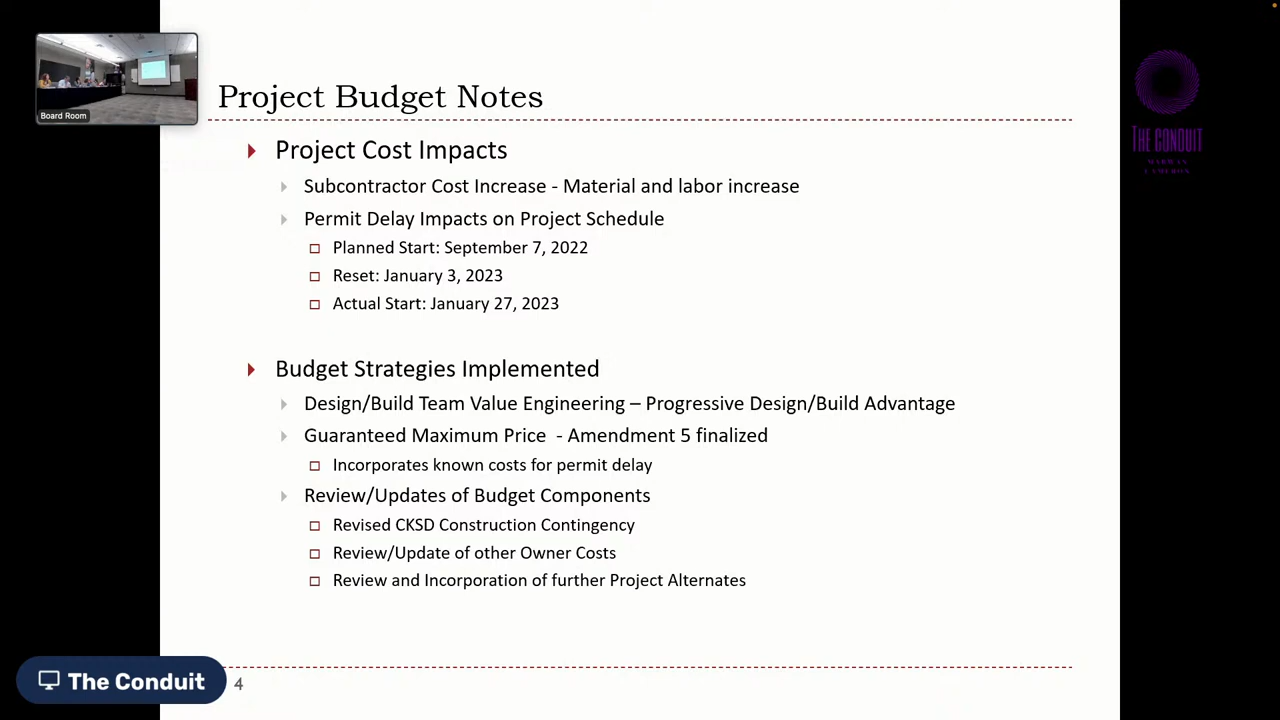 Board Room
Project Budget Notes
THE CONDUIT
MARWAN
CAMERON
Project Cost Impacts
Subcontractor Cost Increase - Material and labor increase
Permit Delay Impacts on Project Schedule
Planned Start: September 7, 2022
Reset: January 3, 2023
Actual Start: January 27, 2023
Budget Strategies Implemented
Design/Build Team Value Engineering – Progressive Design/Build Advantage
Guaranteed Maximum Price - Amendment 5 finalized
Incorporates known costs for permit delay
Review/Updates of Budget Components
Revised CKSD Construction Contingency
Review/Update of other Owner Costs
Review and Incorporation of further Project Alternates
The Conduit
4